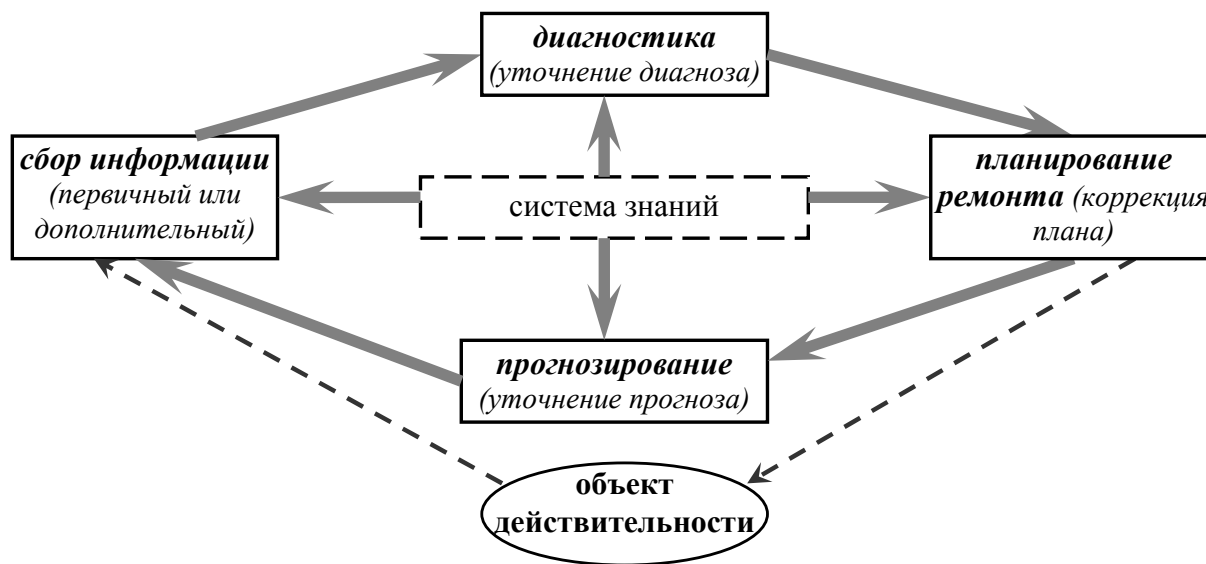 диагностика
(уточнение диагноза)
сбор информации
(первичный или
дополнительный)
система знаний
планирование
ремонта (коррекция
плана)
прогнозирование
(уточнение прогноза)
объект
действительности